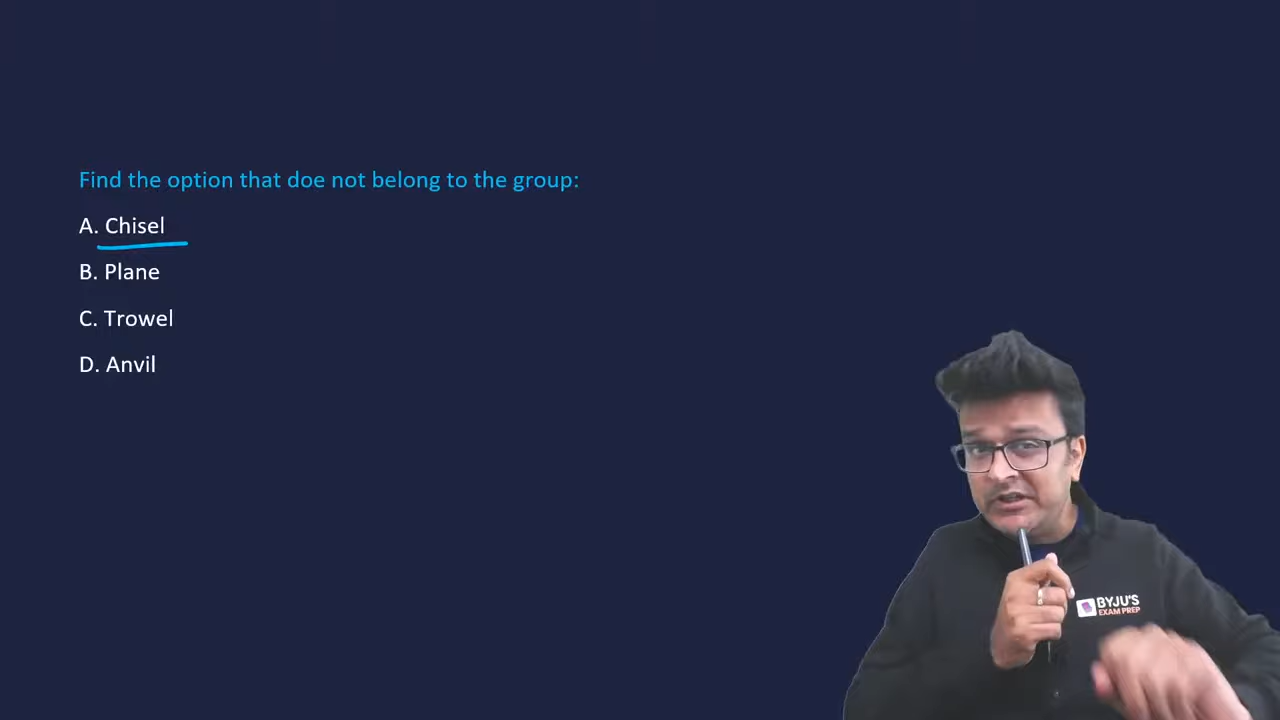 Find the option that doe not belong to the group:
A. Chisel
B. Plane
C. Trowel
D. Anvil
BYJU'S
EXAM PREP